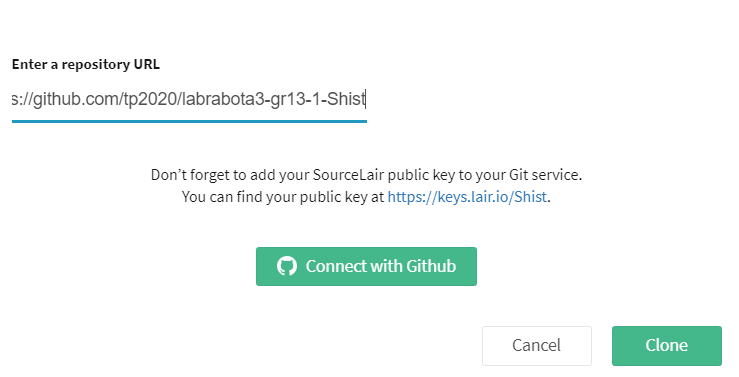 Enter a repository URL
s://github.com/tp2020/labrabota3-gr13-1-Shist
Don’t forget to add your SourceLair public key to your Git service.
You can find your public key at https://keys.lair.io/Shist.
Connect with Github
Cancel
Clone